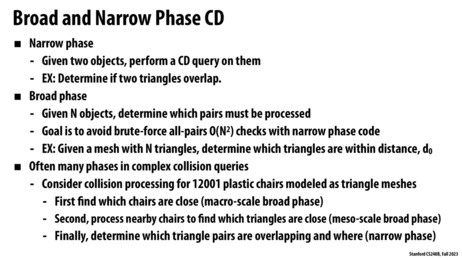 Broad and Narrow Phase CD
■ Narrow phase
- Given two objects, perform a CD query on them
- EX: Determine if two triangles overlap.
■ Broad phase
- Given N objects, determine which pairs must be processed
- Goal is to avoid brute-force all-pairs O(N²) checks with narrow phase code
- EX: Given a mesh with N triangles, determine which triangles are within distance, d₀
■ Often many phases in complex collision queries
- Consider collision processing for 12001 plastic chairs modeled as triangle meshes
- First find which chairs are close (macro-scale broad phase)
- Second, process nearby chairs to find which triangles are close (meso-scale broad phase)
- Finally, determine which triangle pairs are overlapping and where (narrow phase)
Stanford CS248B, Fall 2023